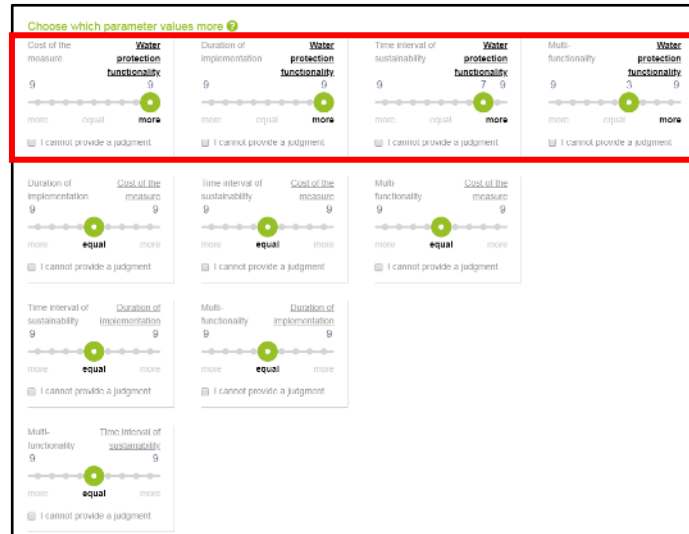 Choose which parameter values more ?
Cost of the measure Water protection functionality
9 9
more equal more
I cannot provide a judgment
Duration of implementation Water protection functionality
9 9
more equal more
I cannot provide a judgment
Time interval of sustainability Water protection functionality
9 7 9
more equal more
I cannot provide a judgment
Multi-functionality Water protection functionality
9 3 9
more equal more
I cannot provide a judgment
Duration of implementation Cost of the measure
9 9
more equal more
I cannot provide a judgment
Time interval of sustainability Cost of the measure
9 9
more equal more
I cannot provide a judgment
Multi-functionality Cost of the measure
9 9
more equal more
I cannot provide a judgment
Time interval of sustainability Duration of implementation
9 9
more equal more
I cannot provide a judgment
Multi-functionality Duration of implementation
9 9
more equal more
I cannot provide a judgment
Multi-functionality Time interval of sustainability
9 9
more equal more
I cannot provide a judgment